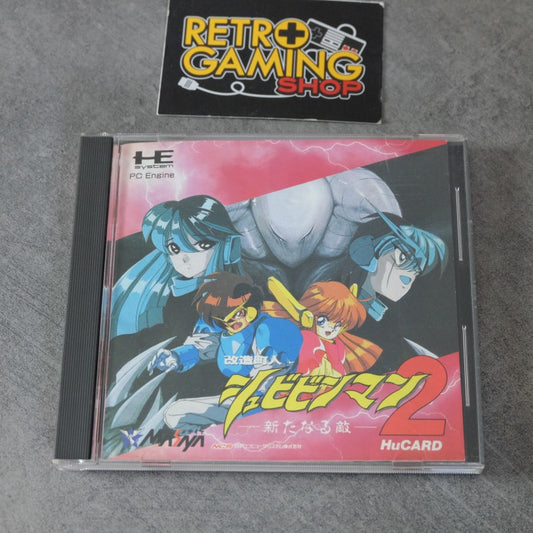 RETRO
GAMING
SHOP
HE
system
PC Engine
改造町人
シュビビンマン2
新たなる敵
MASAYA
HuCARD